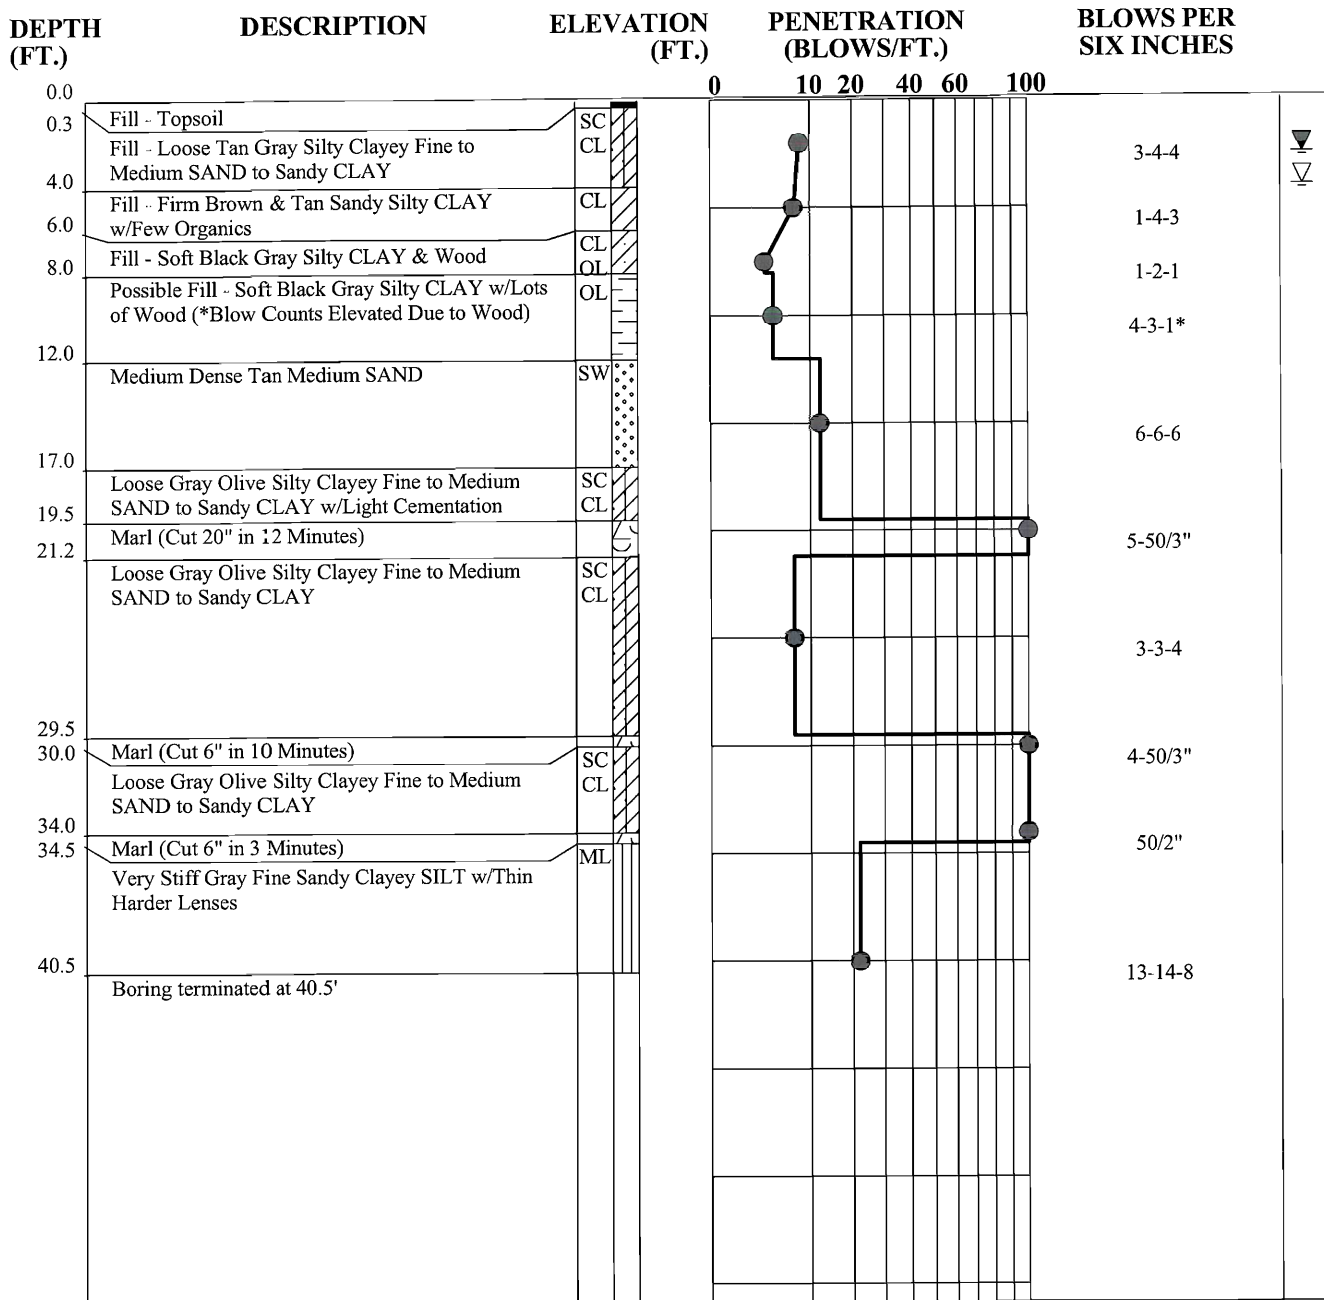 DEPTH (FT.) DESCRIPTION ELEVATION (FT.) PENETRATION (BLOWS/FT.) BLOWS PER SIX INCHES
0 10 20 40 60 100
0.0
Fill - Topsoil SC
0.3
Fill - Loose Tan Gray Silty Clayey Fine to CL
Medium SAND to Sandy CLAY 3-4-4
4.0
Fill - Firm Brown & Tan Sandy Silty CLAY CL
w/Few Organics 1-4-3
6.0
CL
Fill - Soft Black Gray Silty CLAY & Wood
OL 1-2-1
8.0
Possible Fill - Soft Black Gray Silty CLAY w/Lots OL
of Wood (*Blow Counts Elevated Due to Wood) 4-3-1*
12.0
Medium Dense Tan Medium SAND SW
6-6-6
17.0
Loose Gray Olive Silty Clayey Fine to Medium SC
SAND to Sandy CLAY w/Light Cementation CL
19.5
Marl (Cut 20" in 12 Minutes) 5-50/3"
21.2
Loose Gray Olive Silty Clayey Fine to Medium SC
SAND to Sandy CLAY CL
3-3-4
29.5
Marl (Cut 6" in 10 Minutes) 4-50/3"
30.0
SC
Loose Gray Olive Silty Clayey Fine to Medium CL
SAND to Sandy CLAY
34.0
Marl (Cut 6" in 3 Minutes) 50/2"
34.5
ML
Very Stiff Gray Fine Sandy Clayey SILT w/Thin
Harder Lenses
40.5
13-14-8
Boring terminated at 40.5'